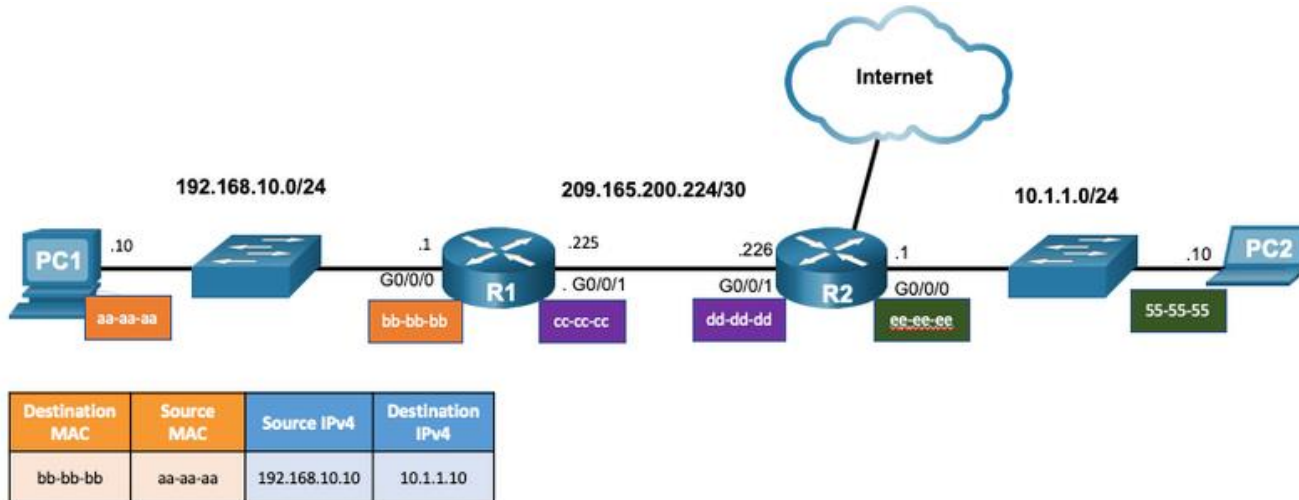 Internet
192.168.10.0/24
209.165.200.224/30
10.1.1.0/24
PC1
.10
.1
G0/0/0
R1
.225
. G0/0/1
.226
G0/0/1
R2
.1
G0/0/0
.10
PC2
aa-aa-aa
bb-bb-bb
cc-cc-cc
dd-dd-dd
ee-ee-ee
55-55-55
Destination MAC
Source MAC
Source IPv4
Destination IPv4
bb-bb-bb
aa-aa-aa
192.168.10.10
10.1.1.10